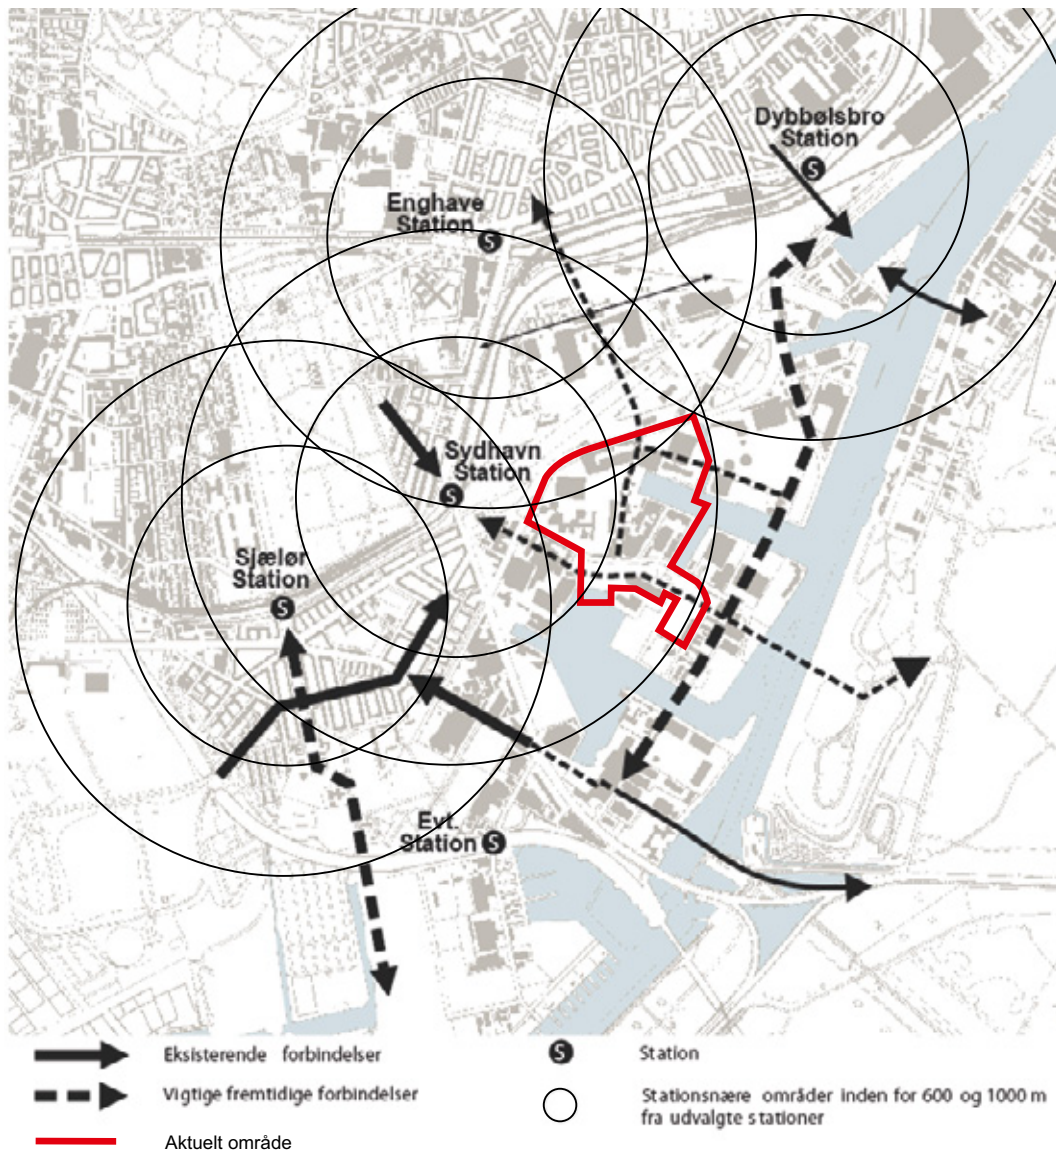 Dybbølsbro
Station
S
Enghave
Station
S
Sydhavn
Station
S
Sjælør
Station
S
Evt.
Station S
Eksisterende forbindelser
Vigtige fremtidige forbindelser
Aktuelt område
S Station
Stationsnære områder inden for 600 og 1000 m
fra udvalgte stationer